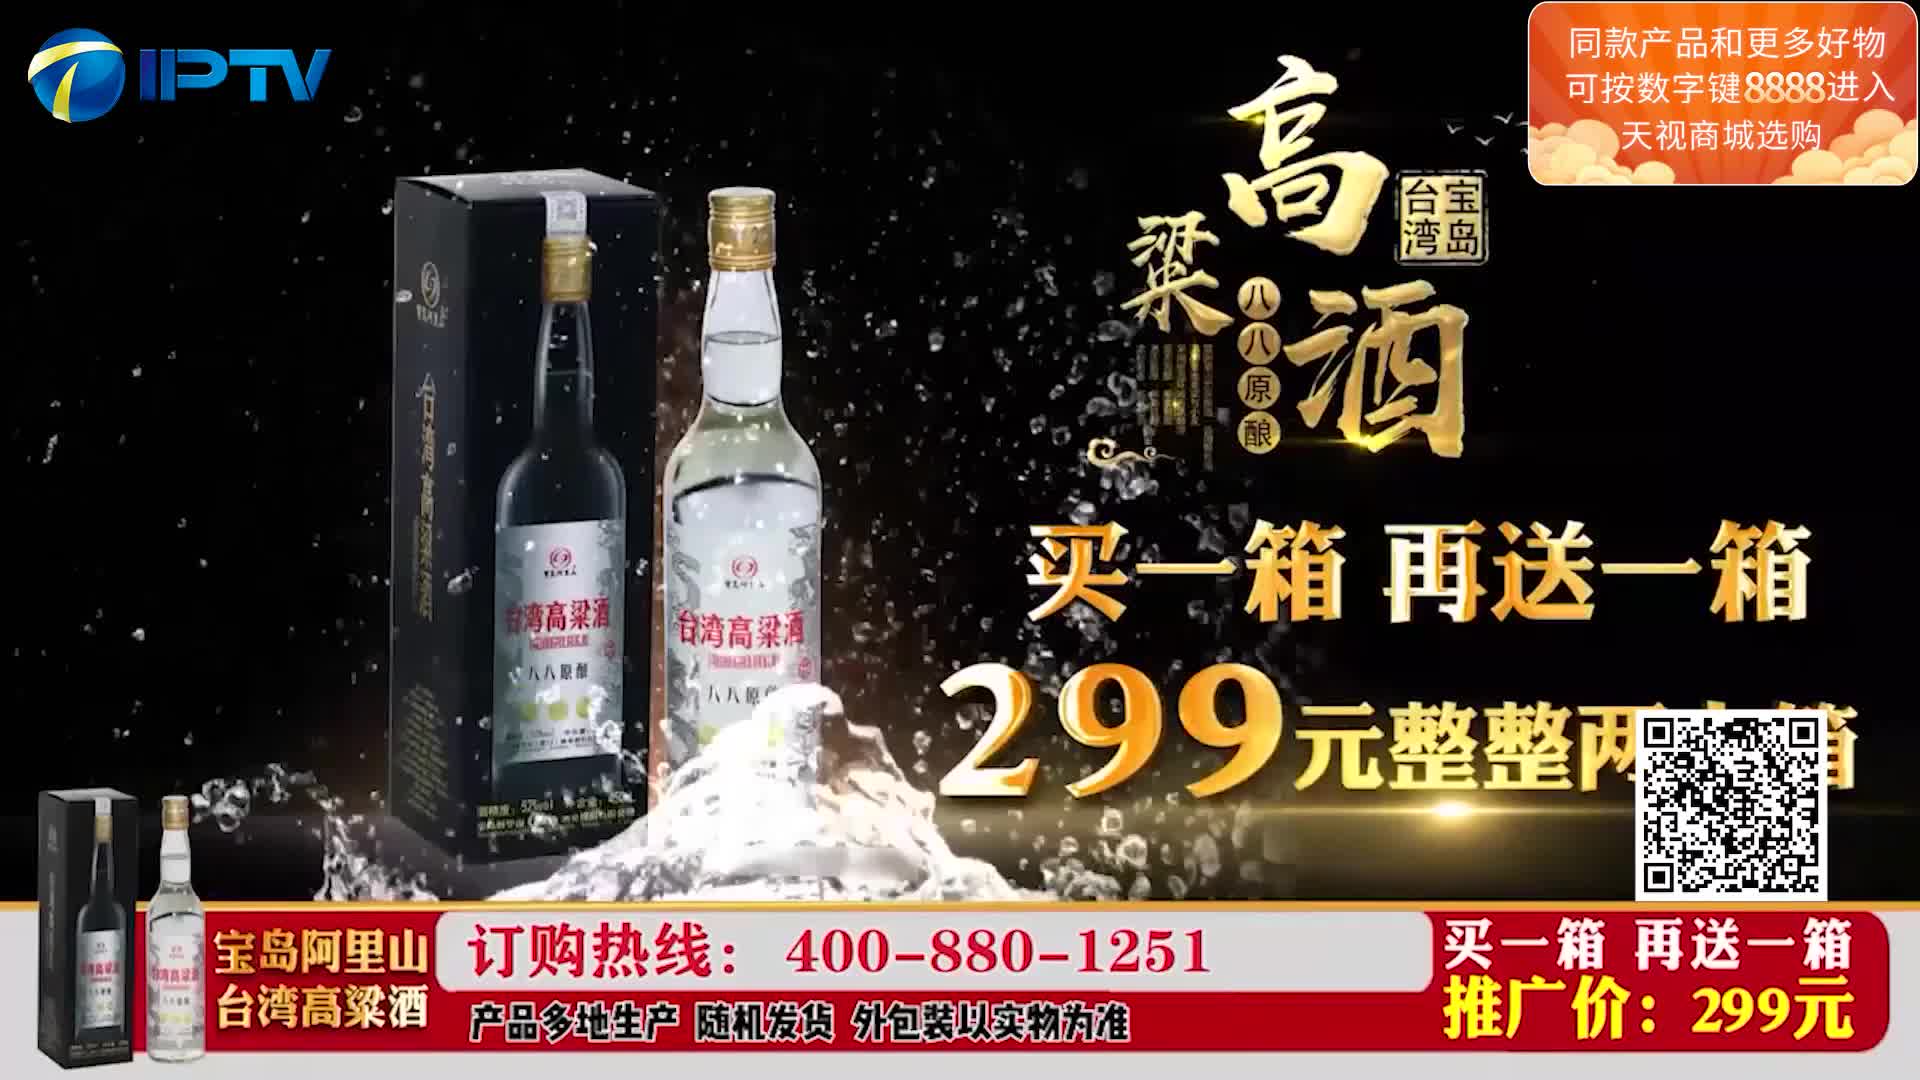 IPTV
同款产品和更多好物
可按数字键8888进入
天视商城选购
高粱酒
宝岛台湾
八八原酿
台湾高粱酒
台湾高粱酒
八八原酿
台湾高粱酒
八八原
买一箱 再送一箱
299元整整两
箱
宝岛阿里山
台湾高粱酒
订购热线：400-880-1251
产品多地生产 随机发货 外包装以实物为准
买一箱 再送一箱
推广价：299元